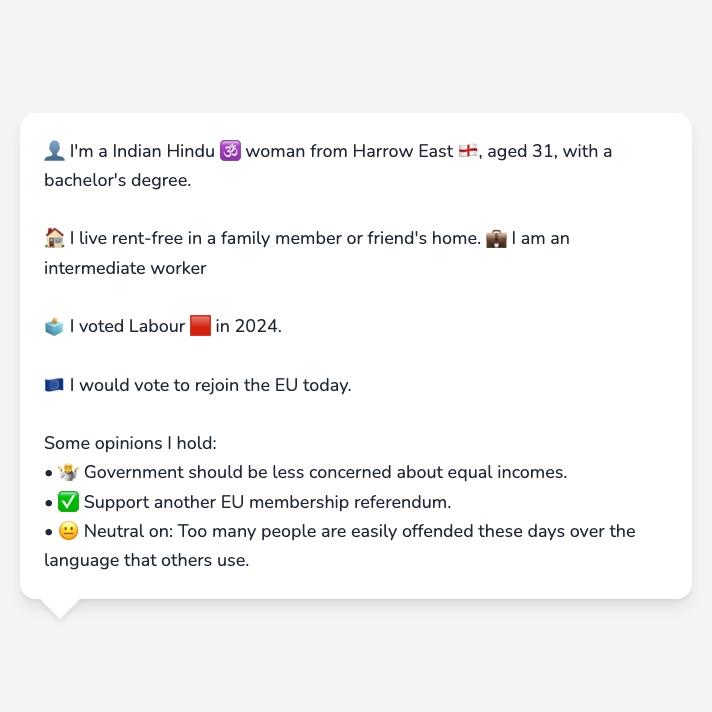 👤 I'm a Indian Hindu 🕉️ woman from Harrow East 🏴󠁧󠁢󠁥󠁮󠁧󠁿, aged 31, with a
bachelor's degree.
🏠 I live rent-free in a family member or friend's home. 💼 I am an
intermediate worker
🗳️ I voted Labour 🟥 in 2024.
🇪🇺 I would vote to rejoin the EU today.
Some opinions I hold:
• 🤷‍♀️ Government should be less concerned about equal incomes.
• ✅ Support another EU membership referendum.
• 😐 Neutral on: Too many people are easily offended these days over the
language that others use.